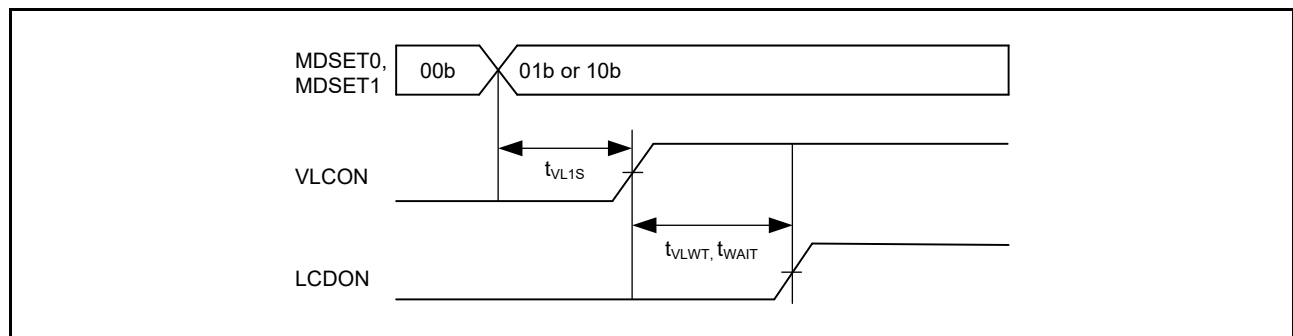 MDSET0,
MDSET1
00b
01b or 10b
tVL1S
VLCON
tVLWT, tWAIT
LCDON